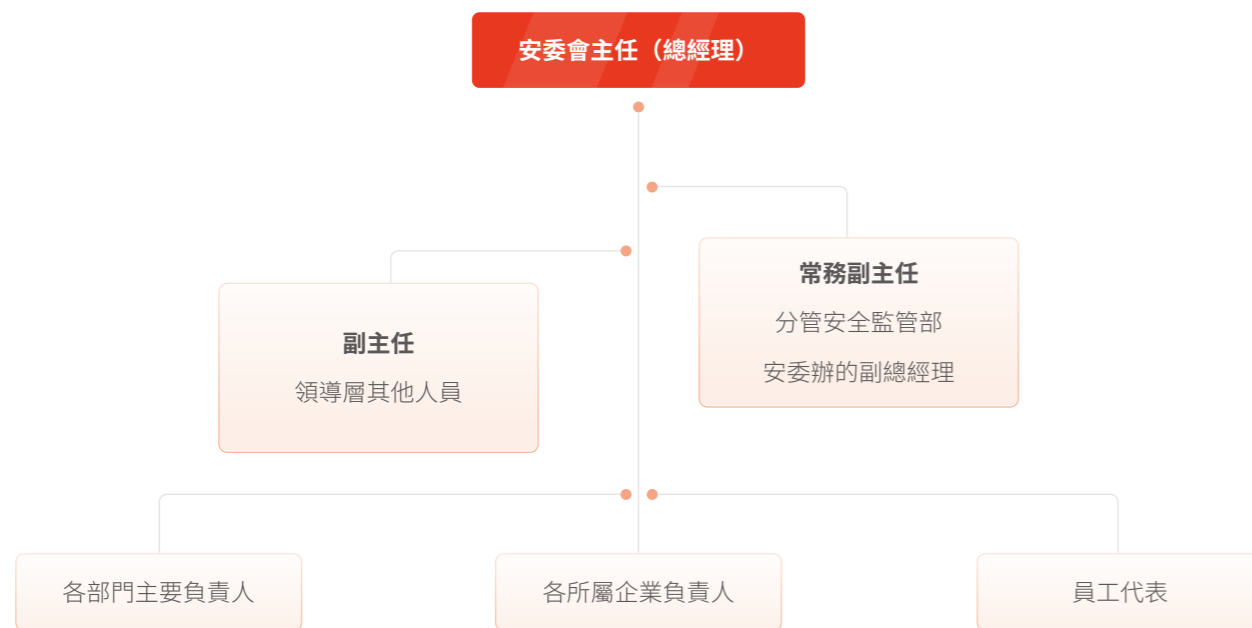 安委會主任（總經理）
常務副主任
分管安全監管部
安委辦的副總經理
副主任
領導層其他人員
各部門主要負責人
各所屬企業負責人
員工代表